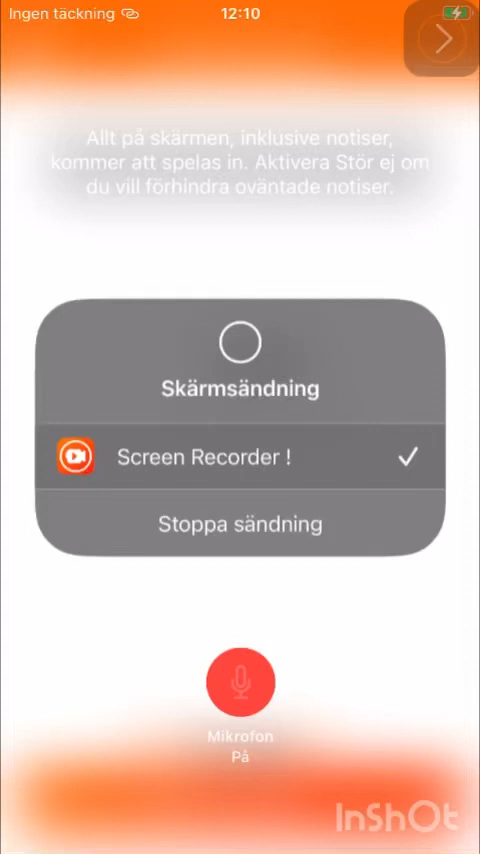 Ingen täckning
12:10
Allt på skärmen, inklusive notiser,
kommer att spelas in. Aktivera Stör ej om
du vill förhindra oväntade notiser.
Skärmsändning
Screen Recorder !
Stoppa sändning
Mikrofon
På
InShOt